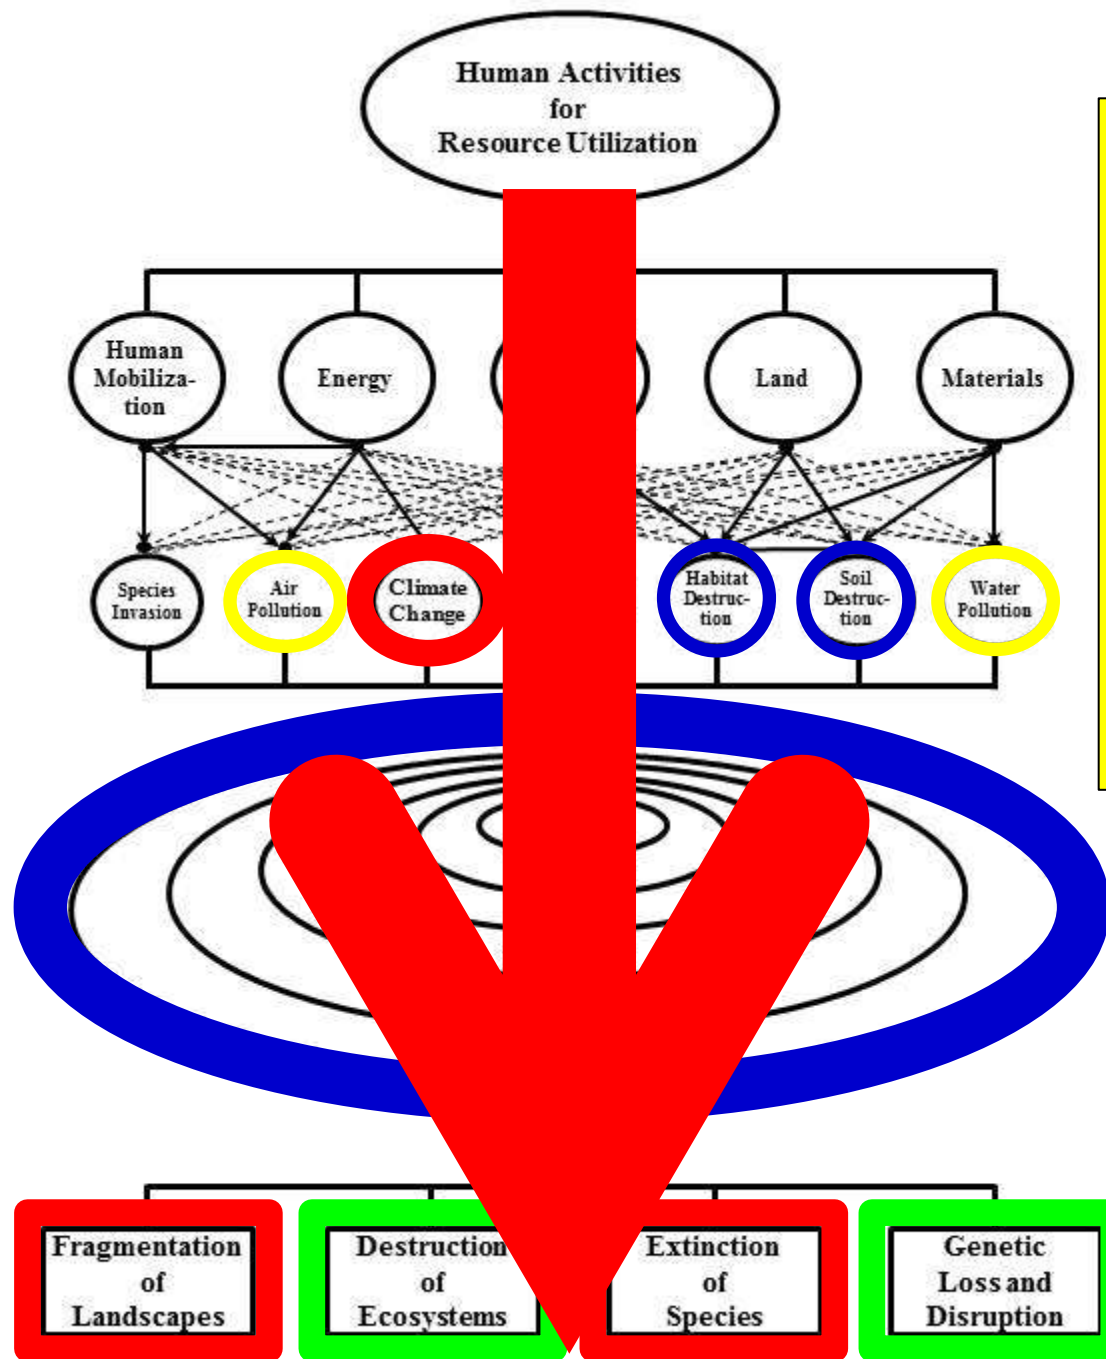 Human Activities
for
Resource Utilization
Human
Mobiliza-
tion
Energy
Land
Materials
Species
Invasion
Air
Pollution
Climate
Change
Habitat
Destruc-
tion
Soil
Destruc-
tion
Water
Pollution
Fragmentation
of
Landscapes
Destruction
of
Ecosystems
Extinction
of
Species
Genetic
Loss and
Disruption